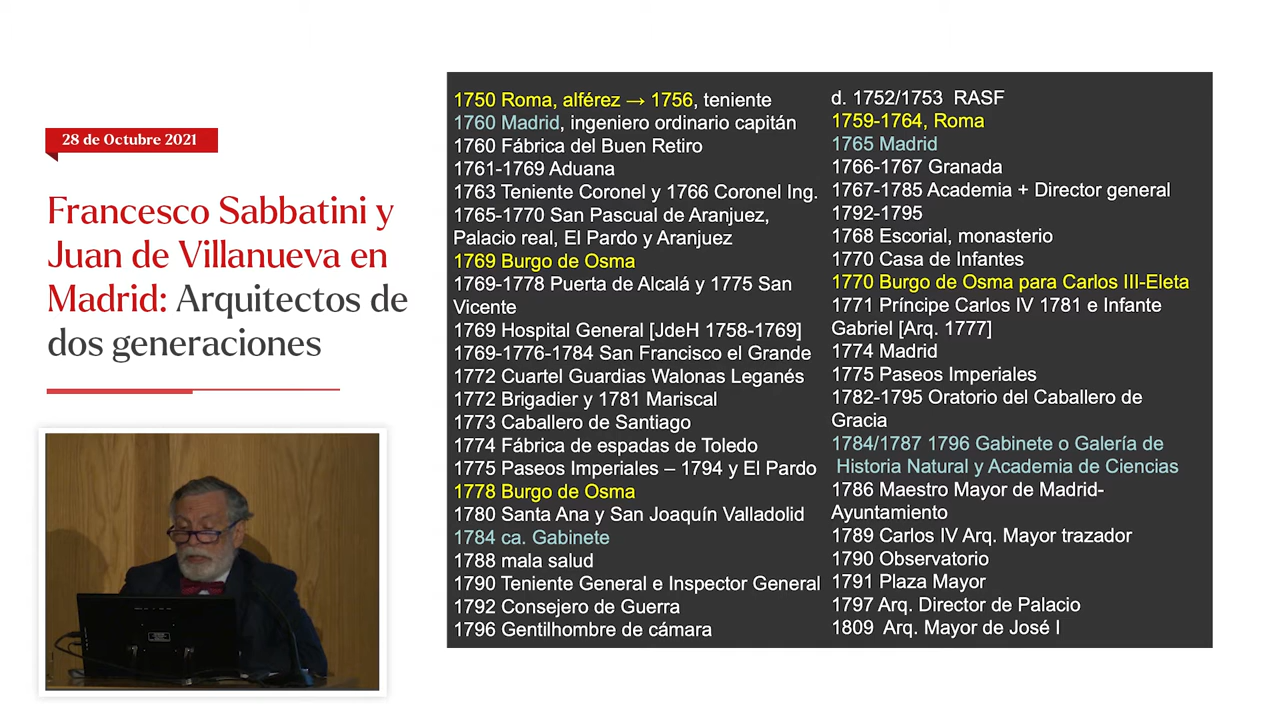 28 de Octubre 2021
Francesco Sabbatini y
Juan de Villanueva en
Madrid: Arquitectos de
dos generaciones
1750 Roma, alférez → 1756, teniente
1760 Madrid, ingeniero ordinario capitán
1760 Fábrica del Buen Retiro
1761-1769 Aduana
1763 Teniente Coronel y 1766 Coronel Ing.
1765-1770 San Pascual de Aranjuez,
Palacio real, El Pardo y Aranjuez
1769 Burgo de Osma
1769-1778 Puerta de Alcalá y 1775 San
Vicente
1769 Hospital General [JdeH 1758-1769]
1769-1776-1784 San Francisco el Grande
1772 Cuartel Guardias Walonas Leganés
1772 Brigadier y 1781 Mariscal
1773 Caballero de Santiago
1774 Fábrica de espadas de Toledo
1775 Paseos Imperiales – 1794 y El Pardo
1778 Burgo de Osma
1780 Santa Ana y San Joaquín Valladolid
1784 ca. Gabinete
1788 mala salud
1790 Teniente General e Inspector General
1792 Consejero de Guerra
1796 Gentilhombre de cámara
d. 1752/1753 RASF
1759-1764, Roma
1765 Madrid
1766-1767 Granada
1767-1785 Academia + Director general
1792-1795
1768 Escorial, monasterio
1770 Casa de Infantes
1770 Burgo de Osma para Carlos III-Eleta
1771 Príncipe Carlos IV 1781 e Infante
Gabriel [Arq. 1777]
1774 Madrid
1775 Paseos Imperiales
1782-1795 Oratorio del Caballero de
Gracia
1784/1787 1796 Gabinete o Galería de
Historia Natural y Academia de Ciencias
1786 Maestro Mayor de Madrid-
Ayuntamiento
1789 Carlos IV Arq. Mayor trazador
1790 Observatorio
1791 Plaza Mayor
1797 Arq. Director de Palacio
1809 Arq. Mayor de José I